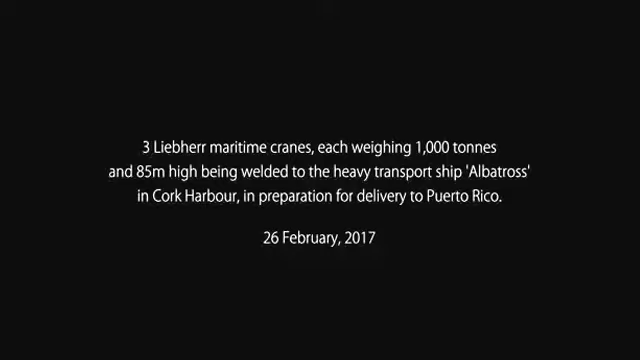 3 Liebherr maritime cranes, each weighing 1,000 tonnes
and 85m high being welded to the heavy transport ship 'Albatross'
in Cork Harbour, in preparation for delivery to Puerto Rico.
26 February, 2017